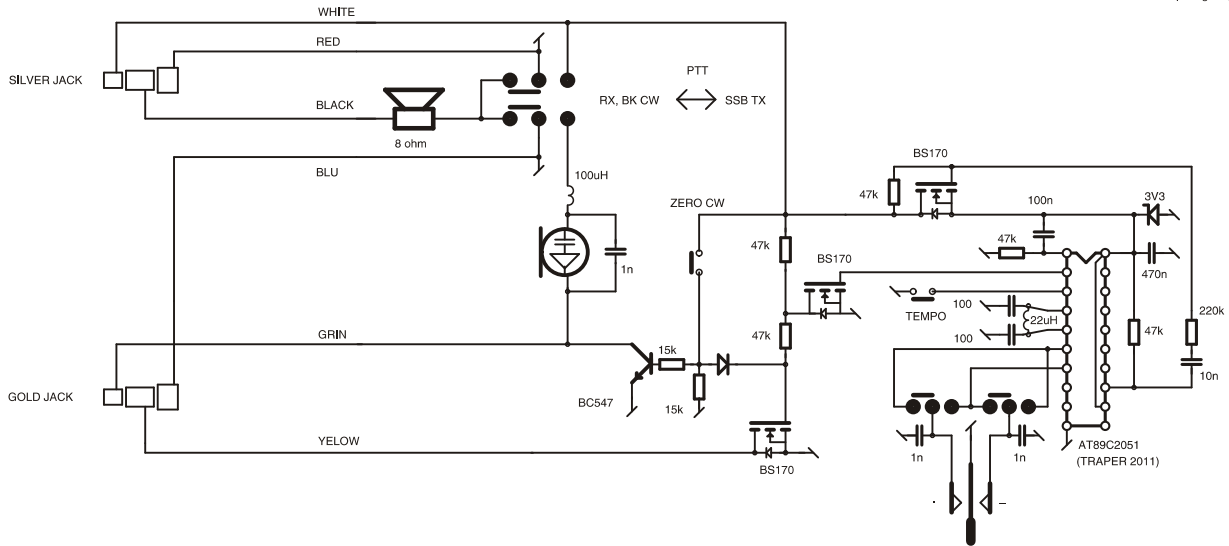 WHITE
RED
SILVER JACK
PTT
RX, BK CW
SSB TX
BLACK
8 ohm
BLU
100uH
1n
ZERO CW
47k
47k
BS170
BS170
47k
100n
3V3
47k
470n
TEMPO
100
22uH
100
47k
220k
10n
GRIN
15k
15k
BC547
GOLD JACK
YELOW
BS170
1n
1n
AT89C2051
(TRAPER 2011)
. –